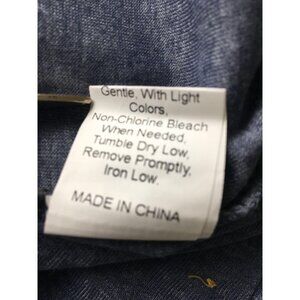 Gentle, With Light
Colors,
Non-Chlorine Bleach
When Needed,
Tumble Dry Low,
Remove Promptly,
Iron Low,
MADE IN CHINA